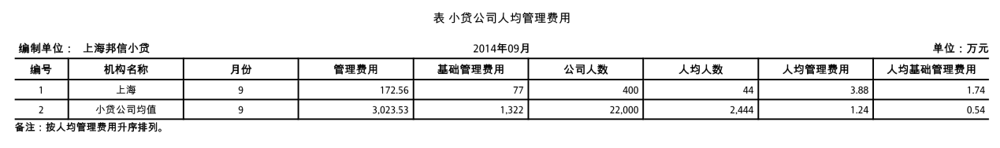 表 小贷公司人均管理费用
编制单位： 上海邦信小贷 2014年09月 单位：万元
编号 机构名称 月份 管理费用 基础管理费用 公司人数 人均人数 人均管理费用 人均基础管理费用
1 上海 9 172.56 77 400 44 3.88 1.74
2 小贷公司均值 9 3,023.53 1,322 22,000 2,444 1.24 0.54
备注：按人均管理费用升序排列。